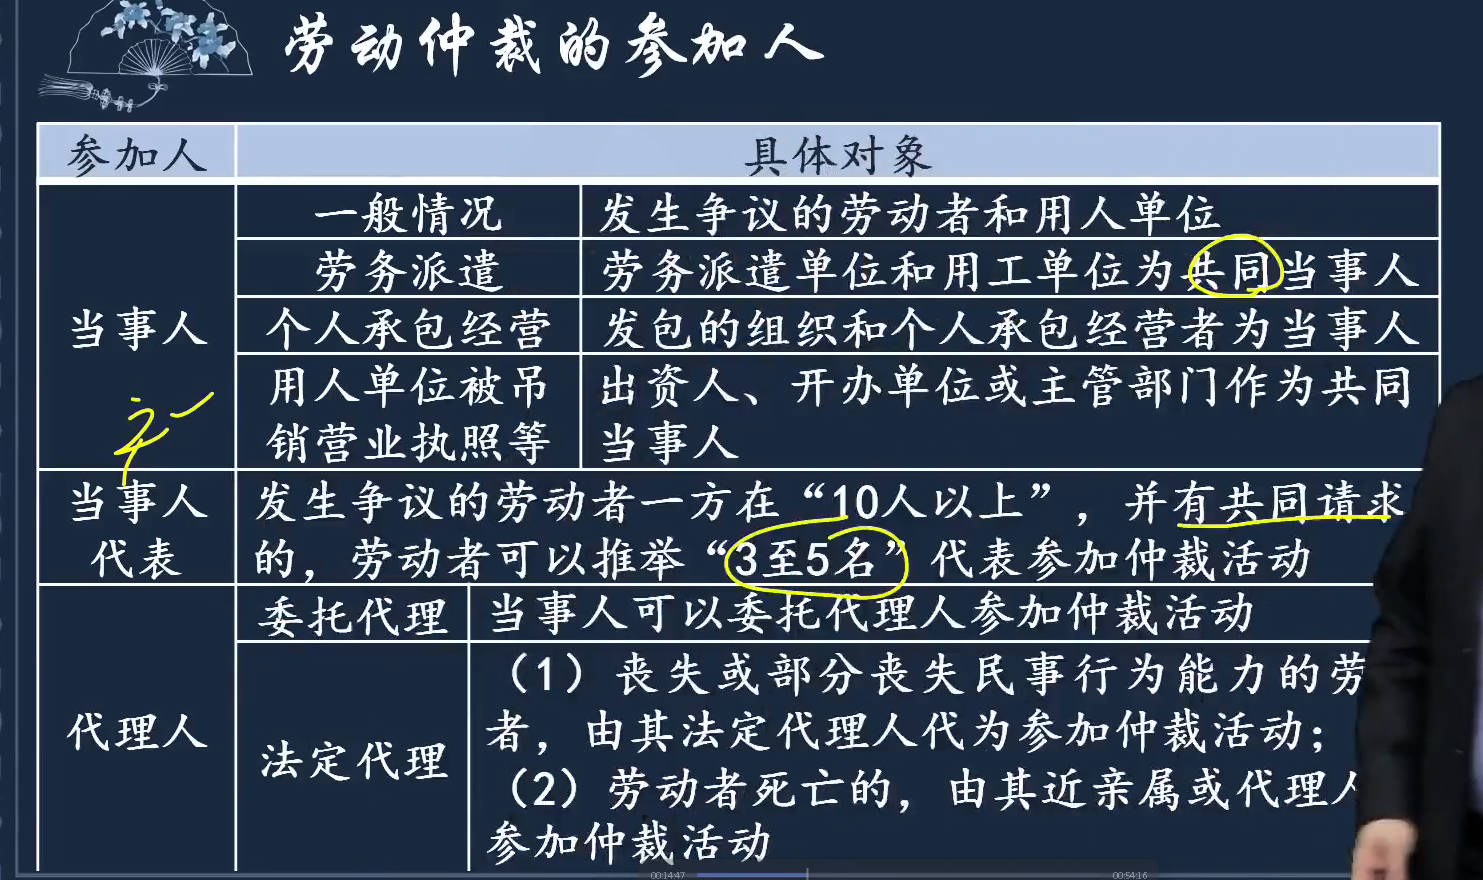 劳动仲裁的参加人
参加人 具体对象
当事人
一般情况 发生争议的劳动者和用人单位
劳务派遣 劳务派遣单位和用工单位为共同当事人
个人承包经营 发包的组织和个人承包经营者为当事人
用人单位被吊
销营业执照等
出资人、开办单位或主管部门作为共同
当事人
当事人
代表
发生争议的劳动者一方在“10人以上”，并有共同请求
的，劳动者可以推举“3至5名”代表参加仲裁活动
代理人
委托代理 当事人可以委托代理人参加仲裁活动
法定代理
（1）丧失或部分丧失民事行为能力的劳
者，由其法定代理人代为参加仲裁活动；
（2）劳动者死亡的，由其近亲属或代理人
参加仲裁活动
00:14:47 00:54:16